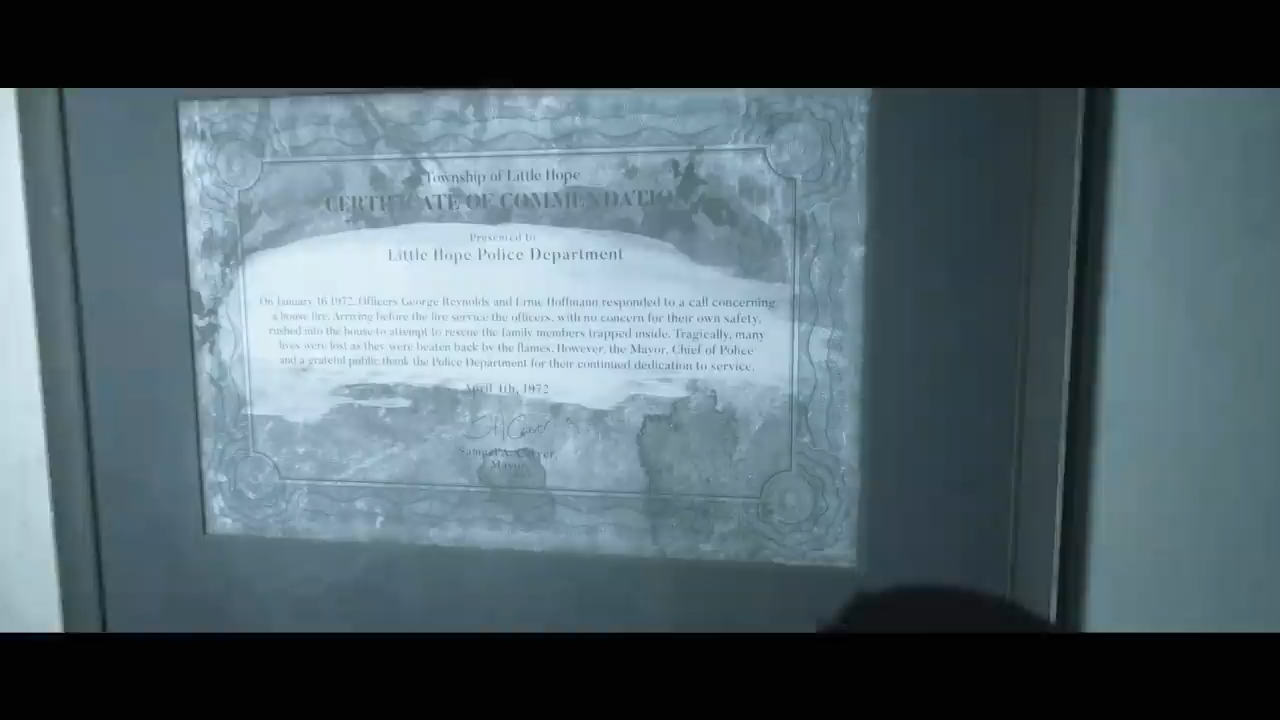 Township of Little Hope
CERTIFICATE OF COMMENDATION
Presented to
Little Hope Police Department
On January 16 1972, Officers George Reynolds and Ernie Hoffmann responded to a call concerning
a house fire. Arriving before the fire service the officers, with no concern for their own safety,
rushed into the house to attempt to rescue the family members trapped inside. Tragically, many
lives were lost as they were beaten back by the flames. However, the Mayor, Chief of Police
and a grateful public thank the Police Department for their continued dedication to service.
April 4th, 1972
Samuel A. Carver,
Mayor